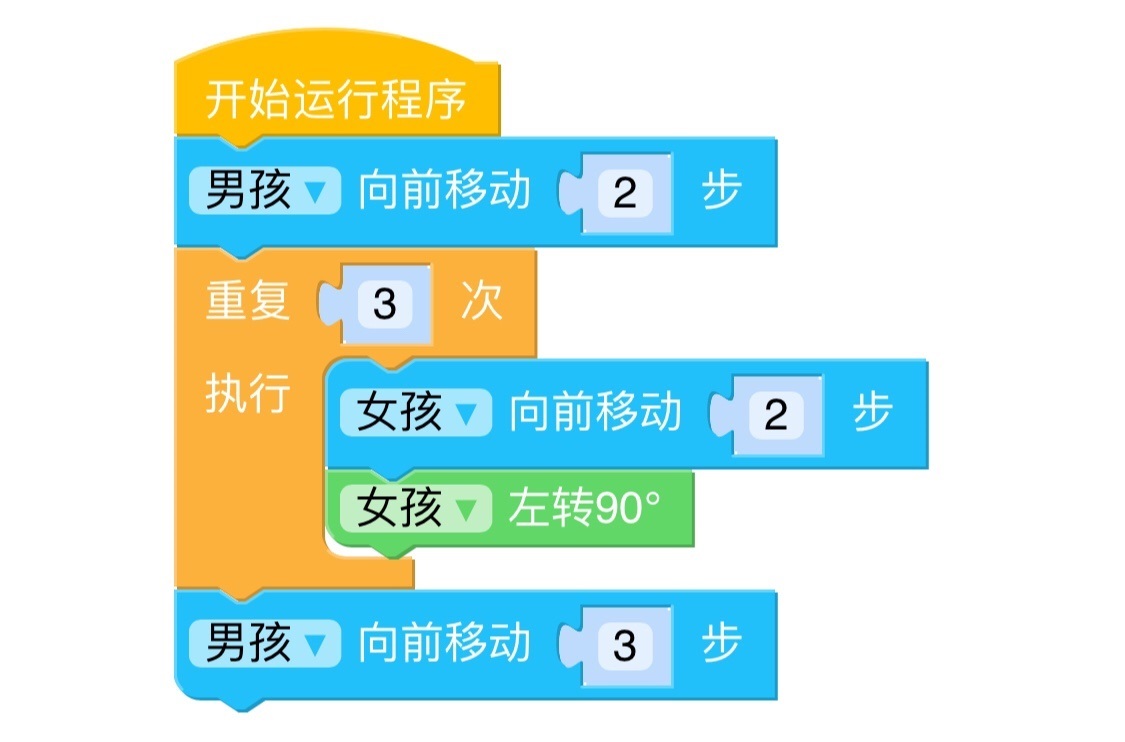 开始运行程序
男孩 向前移动 2 步
重复 3 次
执行
女孩 向前移动 2 步
女孩 左转90°
男孩 向前移动 3 步